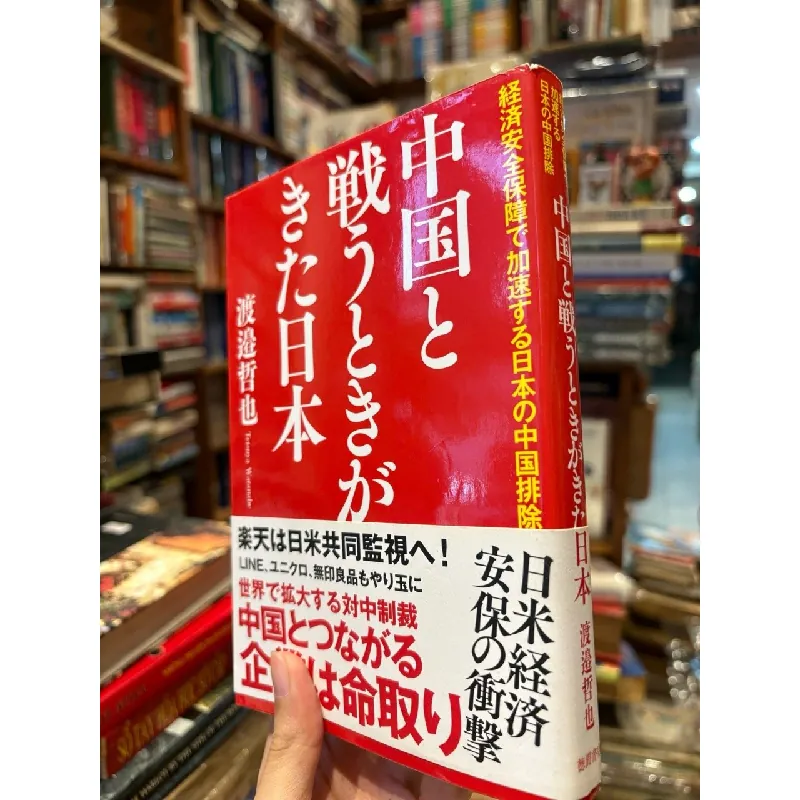 経済安全保障で加速する日本の中国排除
中国と
戦うときが
きた日本
渡邉哲也
Tetsuya Watanabe
日米経済
安保の衝撃
楽天は日米共同監視へ!
LINE、ユニクロ、無印良品もやり玉に
世界で拡大する対中制裁
中国とつながる
企業は命取り
加速する
日本の中国排除
中国と戦うときがきた日本
渡邉哲也
徳間書